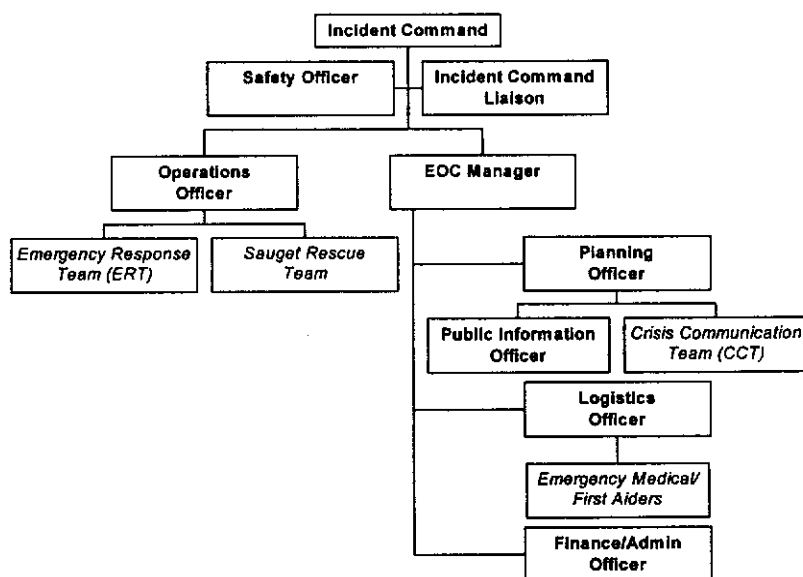 Incident Command
Safety Officer
Incident Command
Liaison
Operations
Officer
EOC Manager
Emergency Response
Team (ERT)
Sauget Rescue
Team
Planning
Officer
Public Information
Officer
Crisis Communication
Team (CCT)
Logistics
Officer
Emergency Medical/
First Aiders
Finance/Admin
Officer